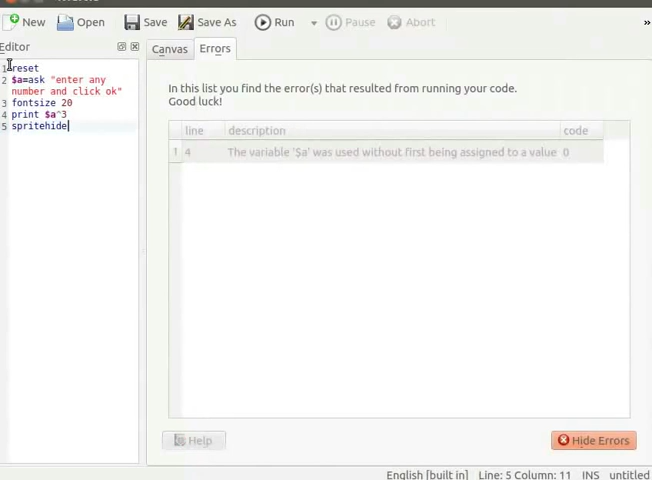 New Open Save Save As Run Pause Abort »
Editor
Canvas Errors
1 reset
2 $a=ask "enter any
number and click ok"
3 fontsize 20
4 print $a^3
5 spritehide
In this list you find the error(s) that resulted from running your code.
Good luck!
line description code
1 4 The variable '$a' was used without first being assigned to a value 0
Help Hide Errors
English [built in] Line: 5 Column: 11 INS untitled